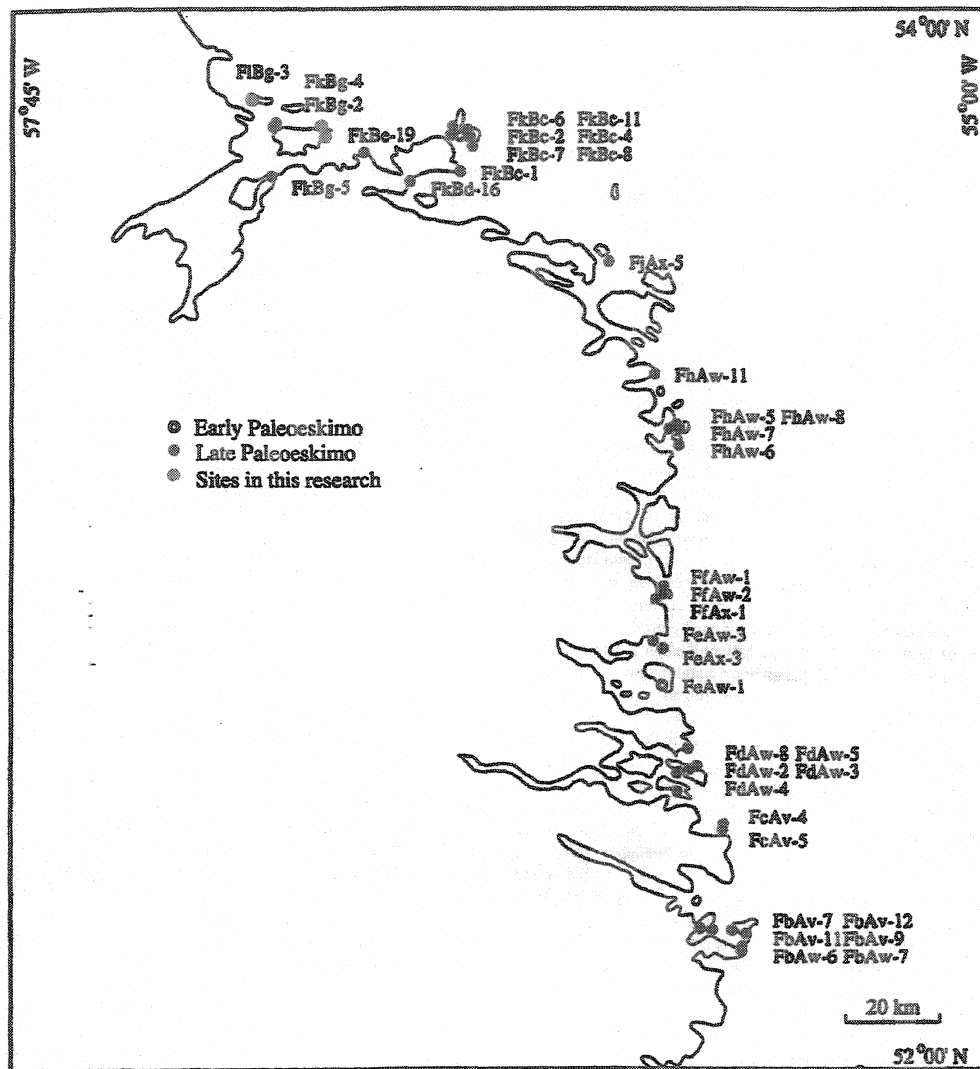 54°00' N
57°45' W
55°00' W
FlBg-3
FkBg-4
FkBg-2
FkBe-19
FkBc-6 FkBc-11
FkBc-2 FkBc-4
FkBc-7 FkBc-8
FkBc-1
FkBg-5
FkBd-16
FjAx-5
FhAw-11
FhAw-5 FhAw-8
FhAw-7
FhAw-6
Early Paleoeskimo
Late Paleoeskimo
Sites in this research
FfAw-1
FfAw-2
FfAx-1
FeAw-3
FeAx-3
FeAw-1
FdAw-8 FdAw-5
FdAw-2 FdAw-3
FdAw-4
FcAv-4
FcAv-5
FbAv-7 FbAv-12
FbAv-11 FbAv-9
FbAw-6 FbAw-7
20 km
52°00' N